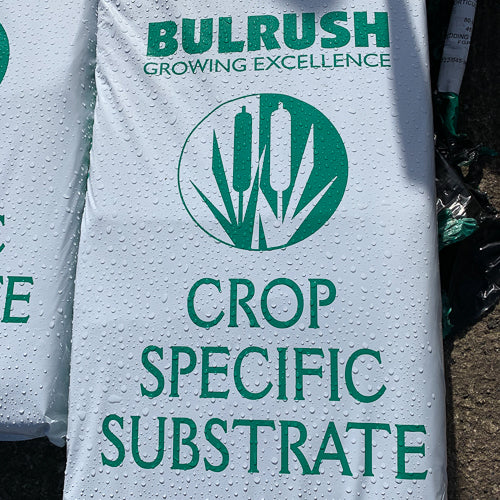 BULRUSH
GROWING EXCELLENCE
CROP
SPECIFIC
SUBSTRATE